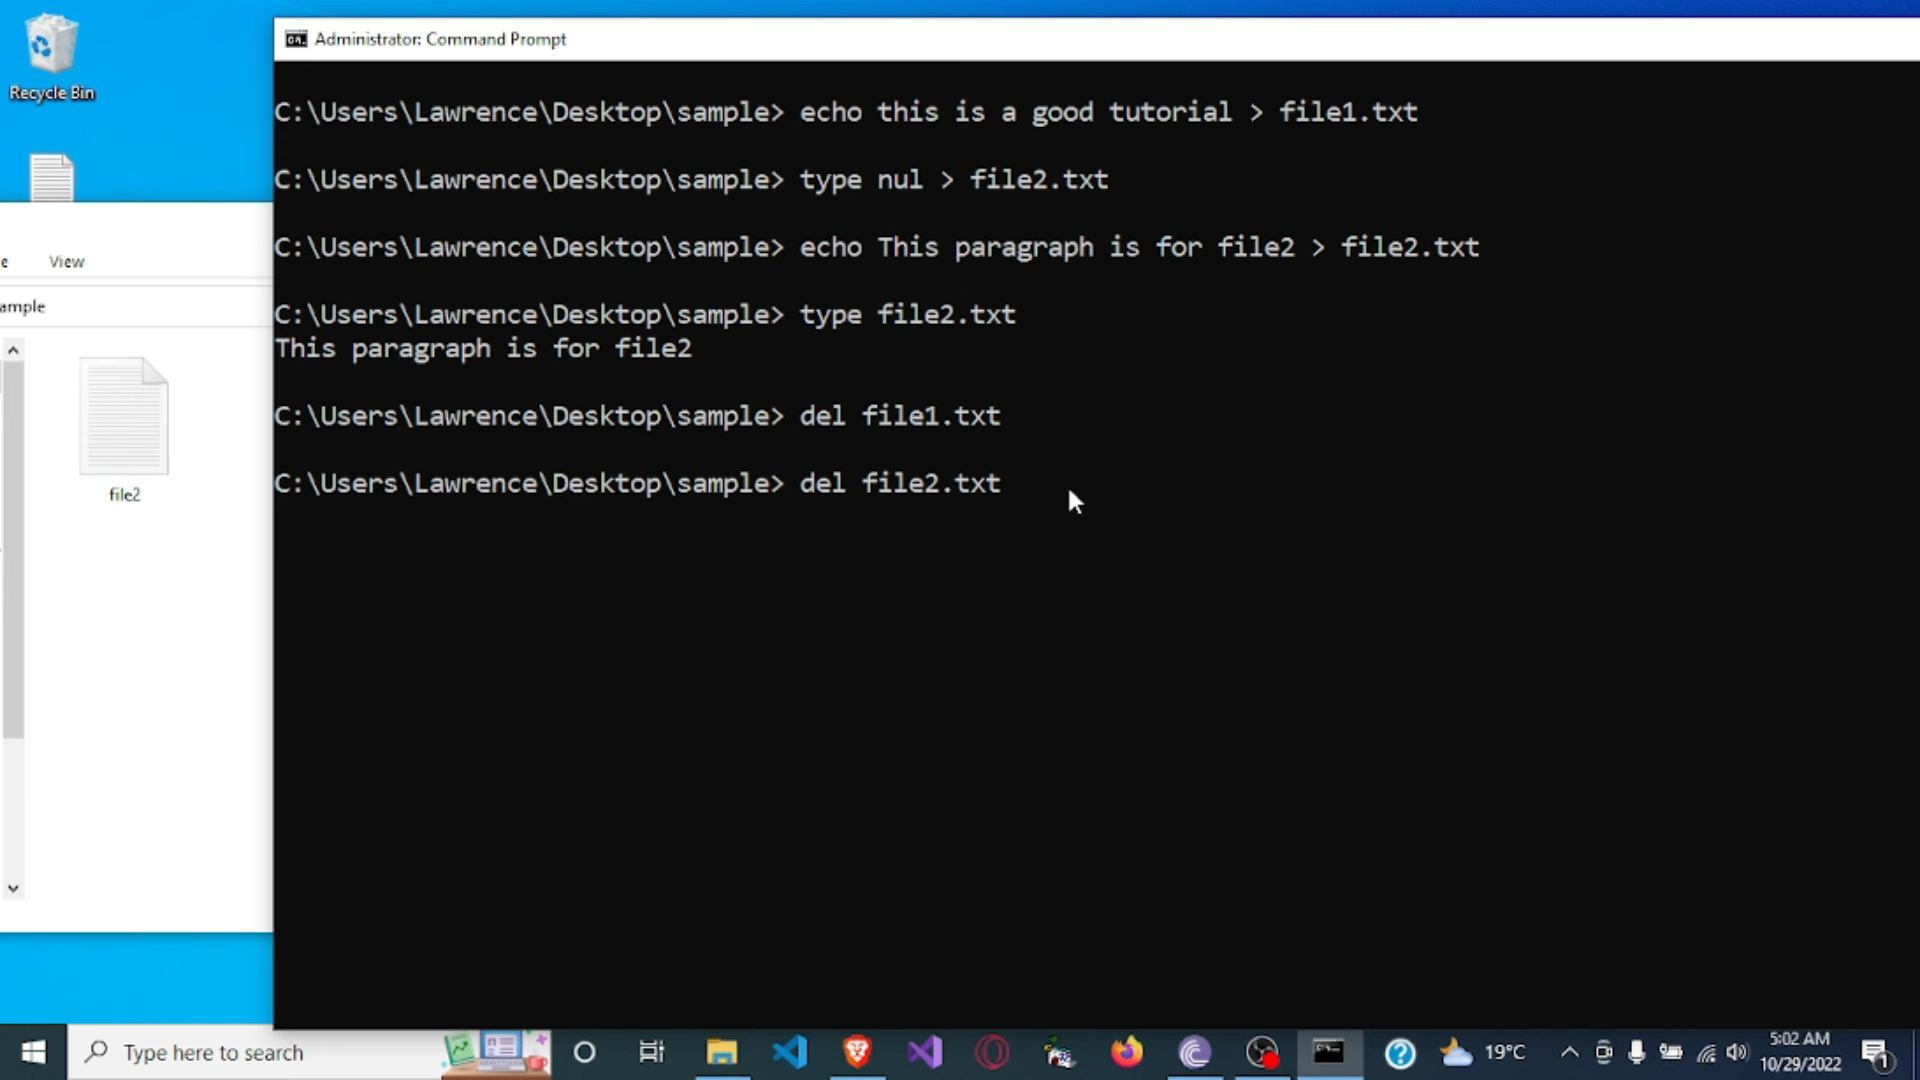 Recycle Bin
Administrator: Command Prompt
C:\Users\Lawrence\Desktop\sample> echo this is a good tutorial > file1.txt
C:\Users\Lawrence\Desktop\sample> type nul > file2.txt
C:\Users\Lawrence\Desktop\sample> echo This paragraph is for file2 > file2.txt
C:\Users\Lawrence\Desktop\sample> type file2.txt
This paragraph is for file2
C:\Users\Lawrence\Desktop\sample> del file1.txt
C:\Users\Lawrence\Desktop\sample> del file2.txt
e View
ample
file2
Type here to search
19°C
5:02 AM
10/29/2022
1